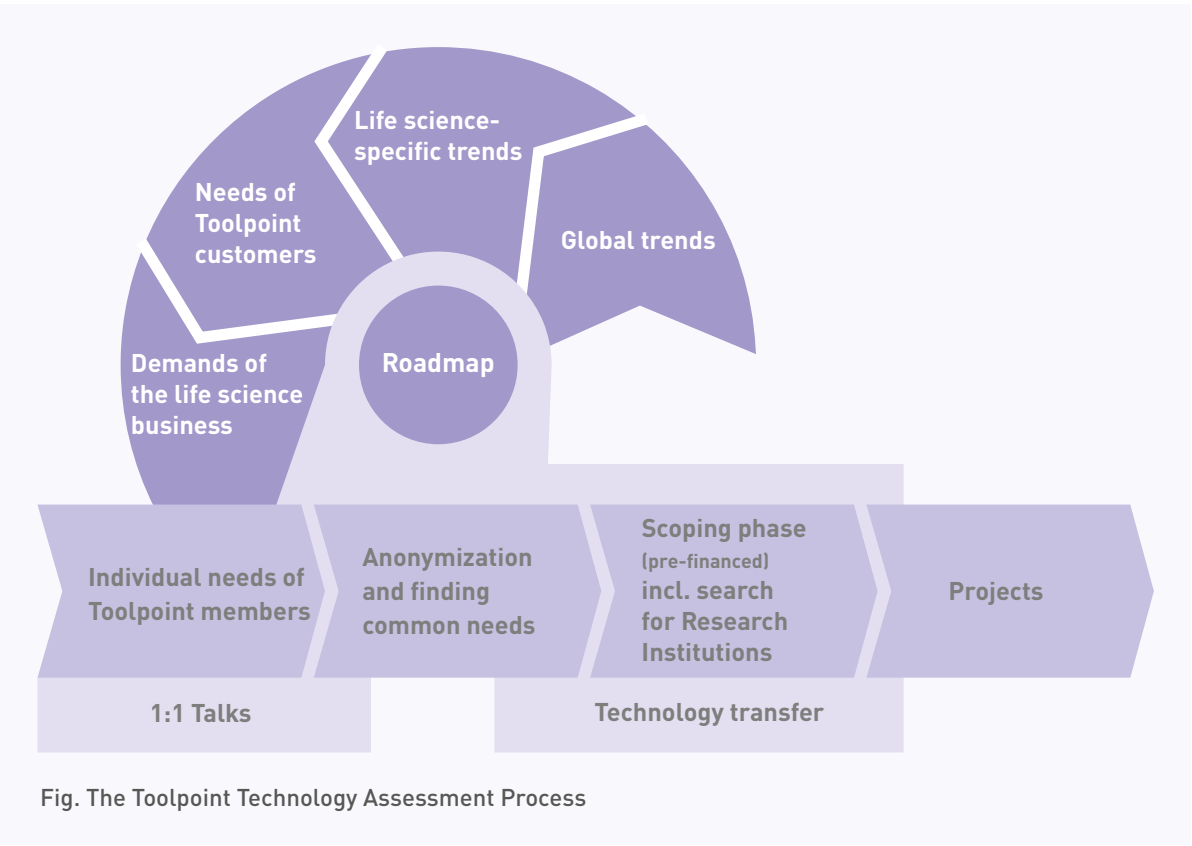 Life science-
specific trends
Needs of
Toolpoint
customers
Global trends
Demands of
the life science
business
Roadmap
Individual needs of
Toolpoint members
Anonymization
and finding
common needs
Scoping phase
(pre-financed)
incl. search
for Research
Institutions
Projects
1:1 Talks
Technology transfer
Fig. The Toolpoint Technology Assessment Process